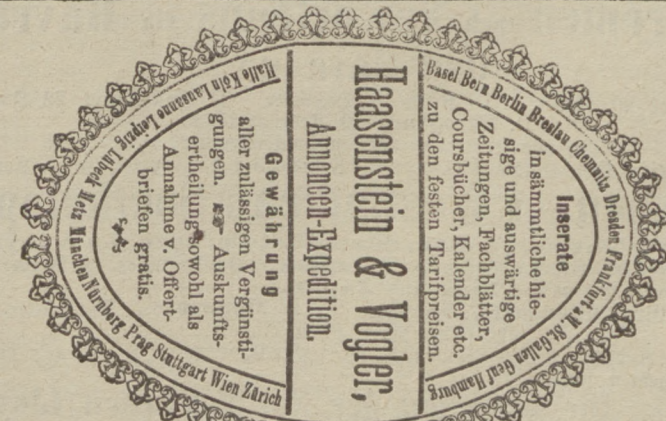 Basel Bern Berlin Breslau Chemnitz Dresden Frankfurt a/M. St. Gallen Genf Hamburg
Inserate
in sämmtliche hie-
sige und auswärtige
Zeitungen, Fachblätter,
Coursbücher, Kalender etc.
zu den festen Tarifpreisen.
Haasenstein & Vogler,
Annoncen-Expedition.
Gewährung
aller zulässigen Vergünsti-
gungen. ☞ Auskunfts-
ertheilung sowohl als
Annahme v. Offert-
briefen gratis.
Halle Köln Lausanne Leipzig Lübeck Metz München Nürnberg Prag Stuttgart Wien Zürich